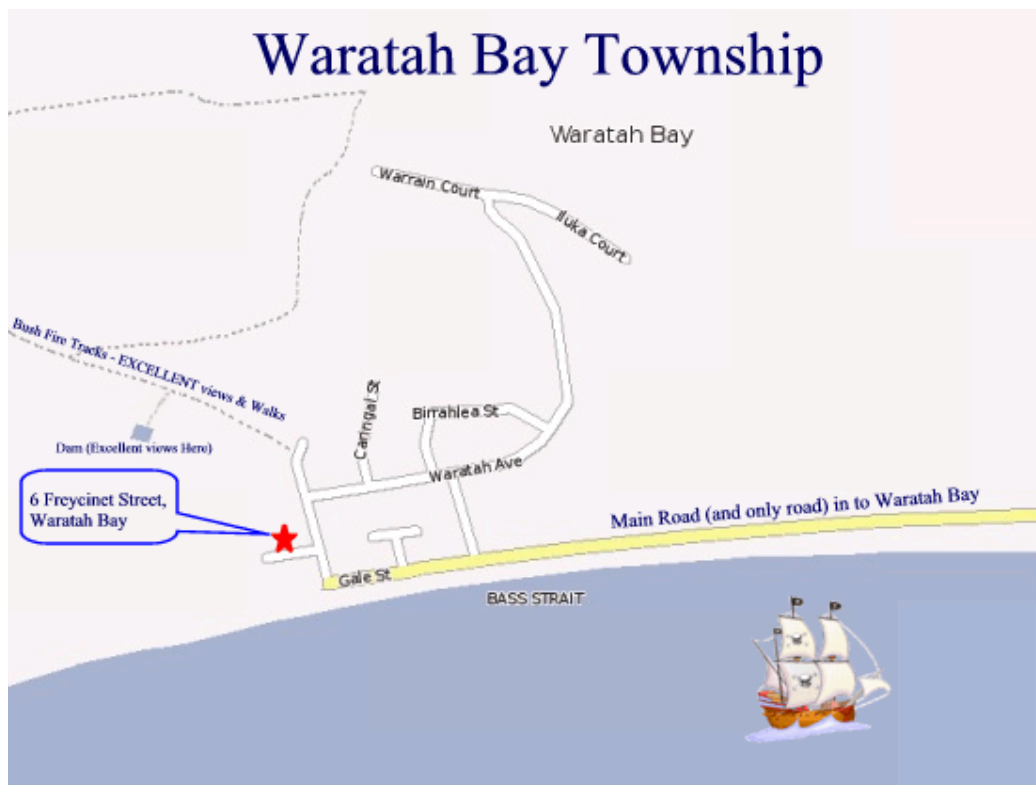 Waratah Bay Township
Waratah Bay
Warrain Court
Iluka Court
Bush Fire Tracks - EXCELLENT views & Walks
Caringal St
Birrahlea St
Dam (Excellent views Here)
Waratah Ave
6 Freycinet Street,
Waratah Bay
Main Road (and only road) in to Waratah Bay
Gale St
BASS STRAIT